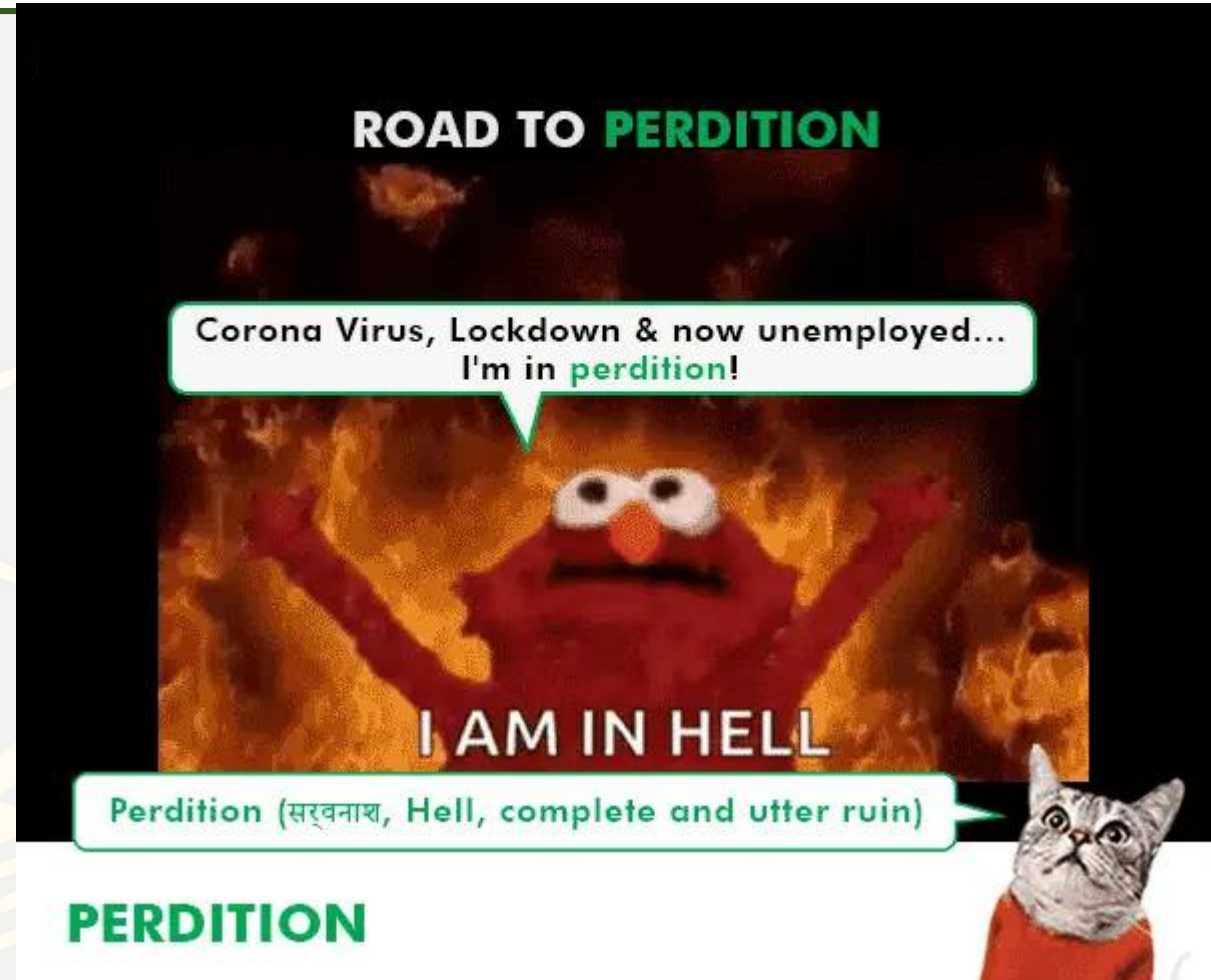 ROAD TO PERDITION
Corona Virus, Lockdown & now unemployed...
I'm in perdition!
I AM IN HELL
Perdition (सर्वनाश, Hell, complete and utter ruin)
PERDITION